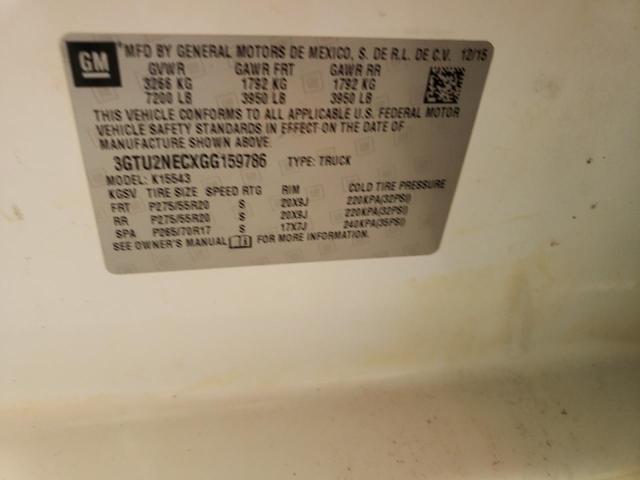 GM *MFD BY GENERAL MOTORS DE MEXICO, S. DE R.L. DE C.V. 12/15
GVWR GAWR FRT GAWR RR
3266 KG 1792 KG 1792 KG
7200 LB 3950 LB 3950 LB
THIS VEHICLE CONFORMS TO ALL APPLICABLE U.S. FEDERAL MOTOR
VEHICLE SAFETY STANDARDS IN EFFECT ON THE DATE OF
MANUFACTURE SHOWN ABOVE.
3GTU2NECXGG159786 TYPE: TRUCK
MODEL: K15543
KGSV TIRE SIZE SPEED RTG RIM COLD TIRE PRESSURE
FRT P275/55R20 S 20X9J 220KPA(32PSI)
RR P275/55R20 S 20X9J 220KPA(32PSI)
SPA P265/70R17 S 17X7J 240KPA(35PSI)
SEE OWNER'S MANUAL FOR MORE INFORMATION.